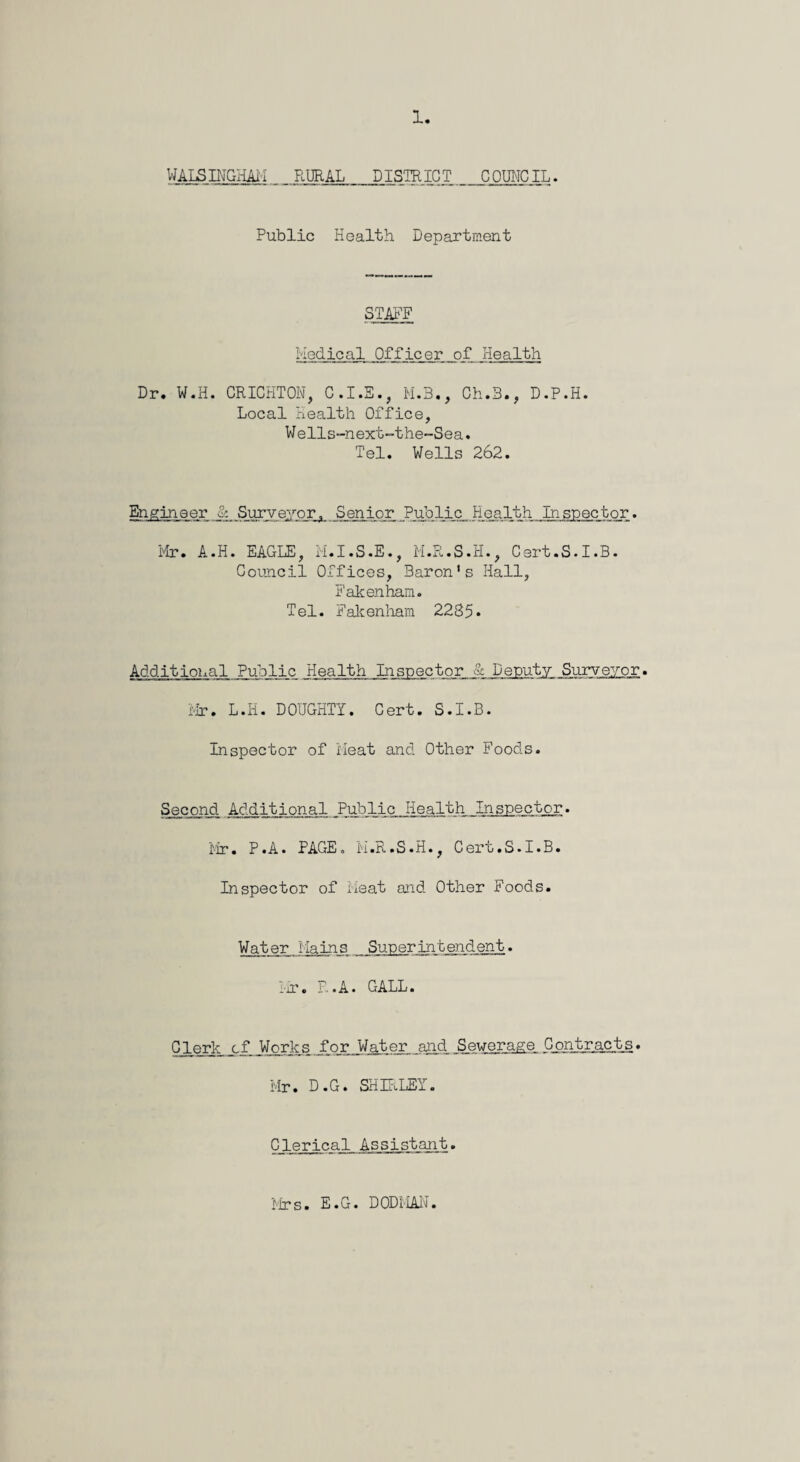 1.
WALSINGHAM RURAL DISTRICT COUNCIL.
Public Health Department
STAFF
Medical Officer of Health
Dr. W.H. CRICHTON, C.I.E., M.B., Ch.B., D.P.H.
Local Health Office,
Wells-next-the-Sea.
Tel. Wells 262.
Engineer & Surveyor, Senior Public Health Inspector.
Mr. A.H. EAGLE, M.I.S.E., M.R.S.H., Cert.S.I.B.
Council Offices, Baron's Hall,
Fakenham.
Tel. Fakenham 2285.
Additional Public Health Inspector & Deputy Surveyor.
Mr. L.H. DOUGHTY. Cert. S.I.B.
Inspector of Meat and Other Foods.
Second Additional Public Health Inspector.
Mr. P.A. PAGE. M.R.S.H., Cert.S.I.B.
Inspector of Meat and Other Foods.
Water Mains Superintendent.
Mr. R.A. GALL.
Clerk of Works for Water and Sewerage Contracts.
Mr. D.G. SHIRLEY.
Clerical Assistant.
Mrs. E.G. DODMAN.